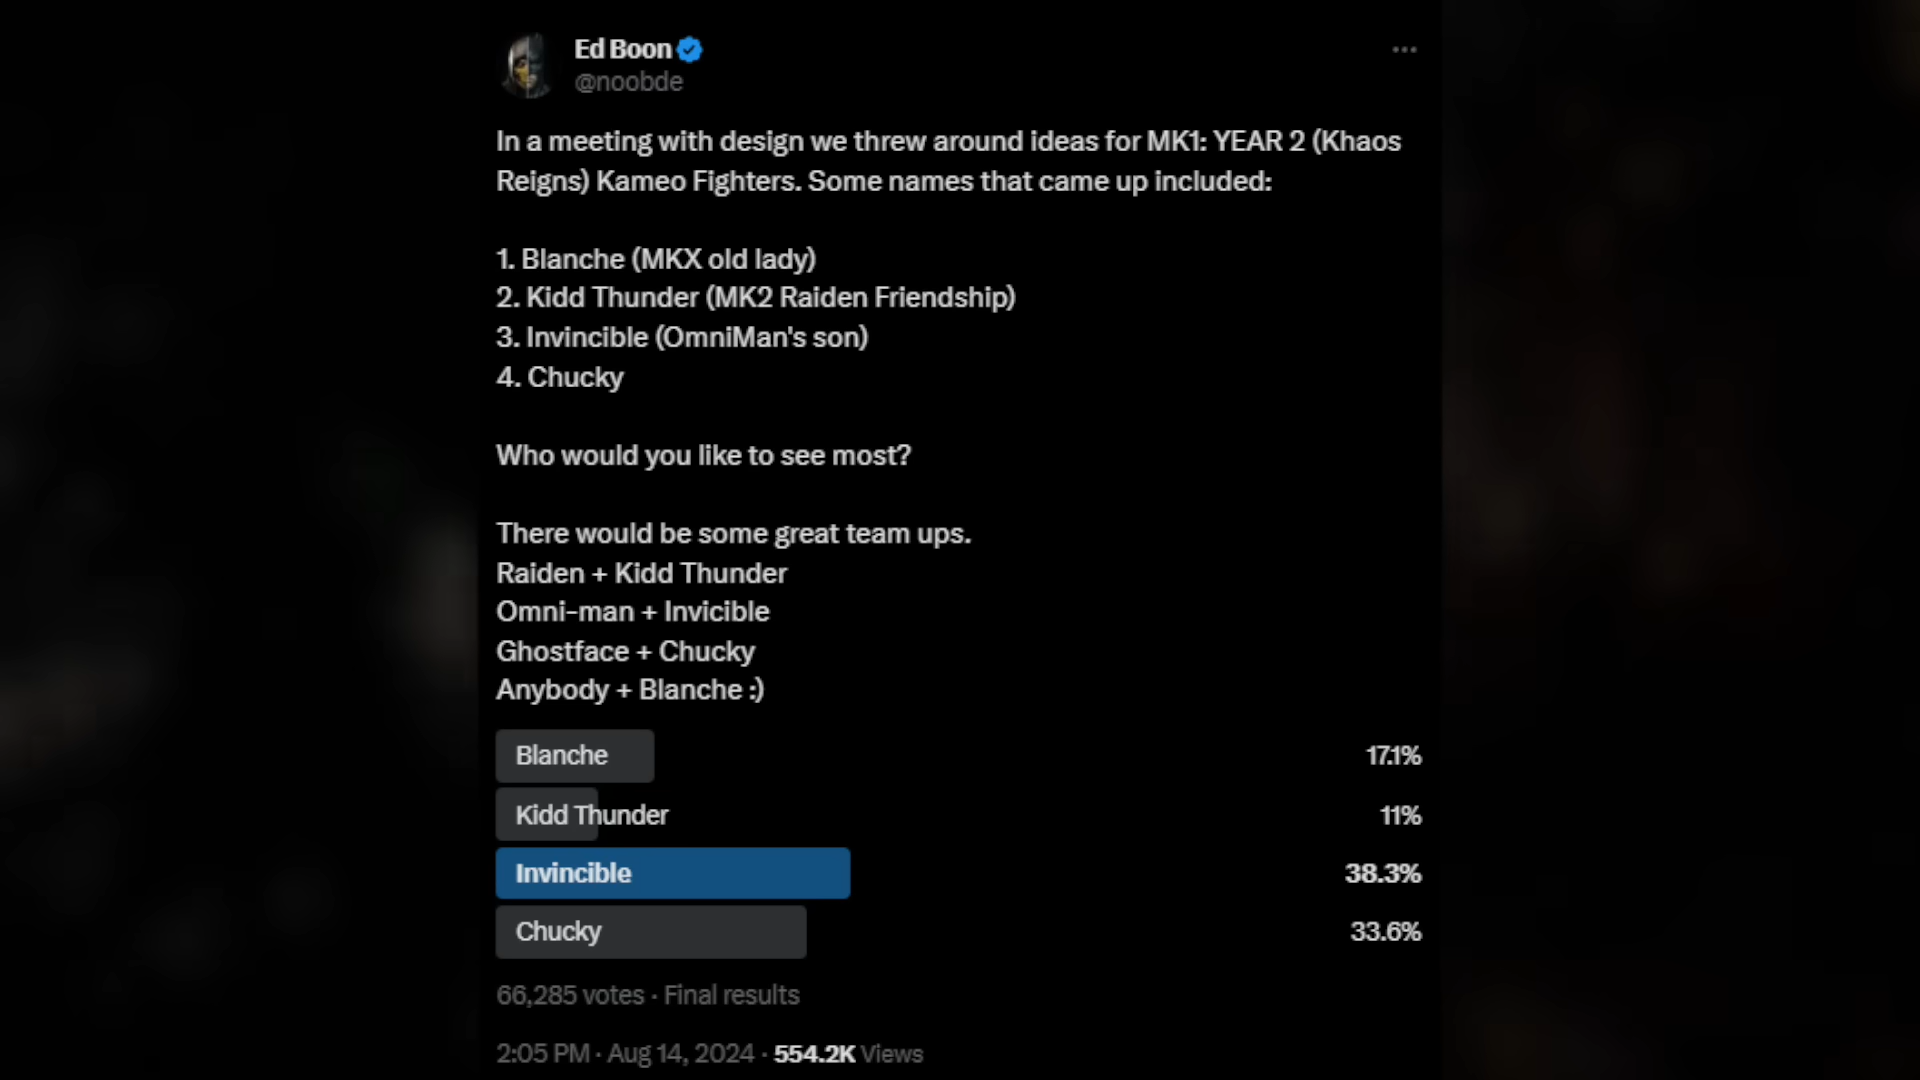 Ed Boon
@noobde
In a meeting with design we threw around ideas for MK1: YEAR 2 (Khaos
Reigns) Kameo Fighters. Some names that came up included:
1. Blanche (MKX old lady)
2. Kidd Thunder (MK2 Raiden Friendship)
3. Invincible (OmniMan's son)
4. Chucky
Who would you like to see most?
There would be some great team ups.
Raiden + Kidd Thunder
Omni-man + Invicible
Ghostface + Chucky
Anybody + Blanche :)
Blanche 17.1%
Kidd Thunder 11%
Invincible 38.3%
Chucky 33.6%
66,285 votes · Final results
2:05 PM · Aug 14, 2024 · 554.2K Views